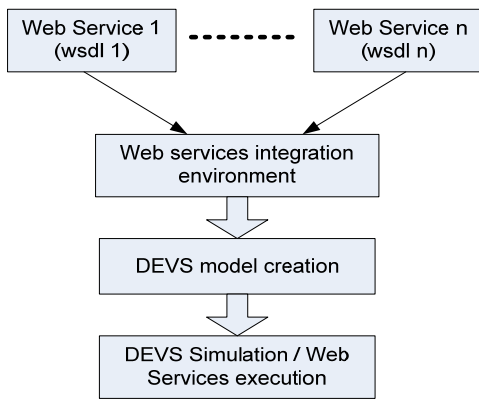 Web Service 1
(wsdl 1)
Web Service n
(wsdl n)
Web services integration
environment
DEVS model creation
DEVS Simulation / Web
Services execution